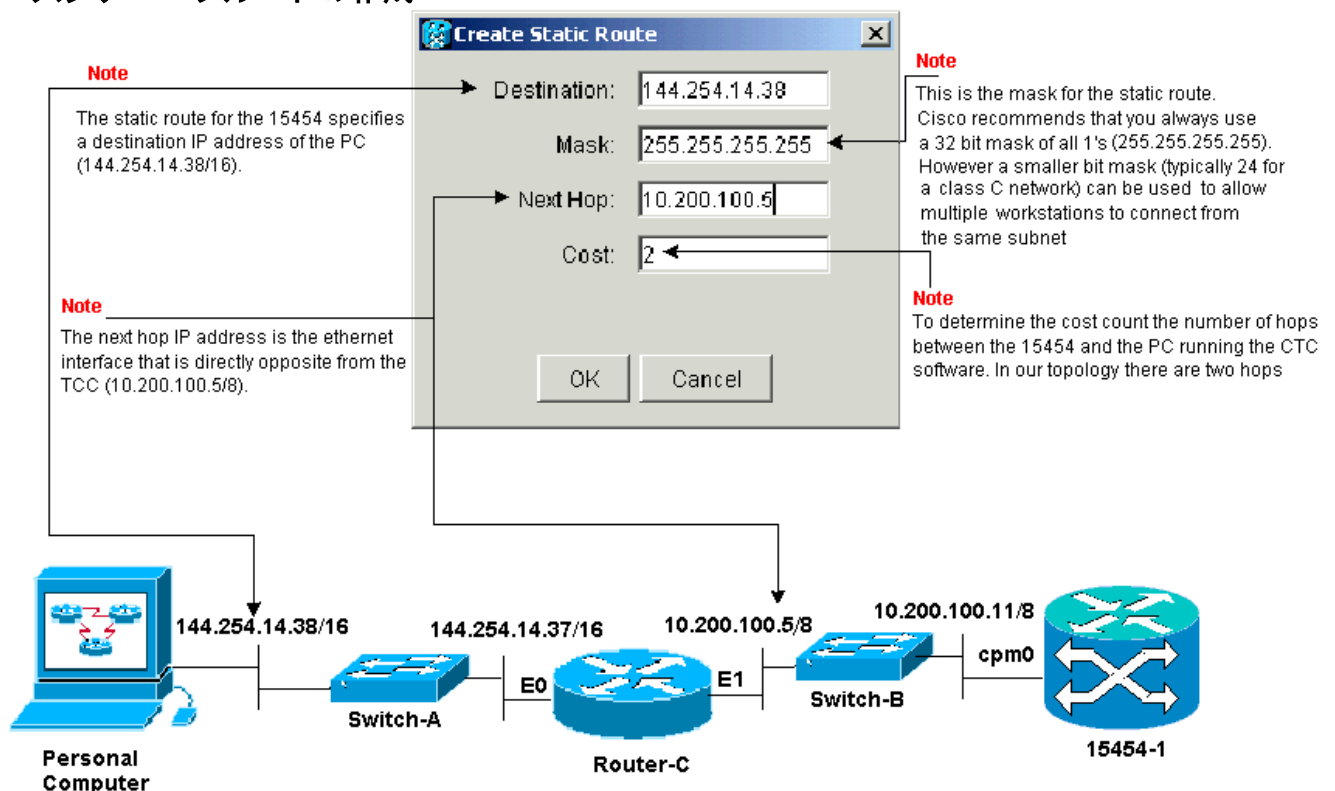 Create Static Route
Note
The static route for the 15454 specifies
a destination IP address of the PC
(144.254.14.38/16).
Destination: 144.254.14.38
Mask: 255.255.255.255
Next Hop: 10.200.100.5
Cost: 2
OK Cancel
Note
This is the mask for the static route.
Cisco recommends that you always use
a 32 bit mask of all 1's (255.255.255.255).
However a smaller bit mask (typically 24 for
a class C network) can be used to allow
multiple workstations to connect from
the same subnet
Note
The next hop IP address is the ethernet
interface that is directly opposite from the
TCC (10.200.100.5/8).
Note
To determine the cost count the number of hops
between the 15454 and the PC running the CTC
software. In our topology there are two hops
144.254.14.38/16
144.254.14.37/16
10.200.100.5/8
10.200.100.11/8
cpm0
E0
E1
Switch-A
Switch-B
Router-C
15454-1
Personal
Computer